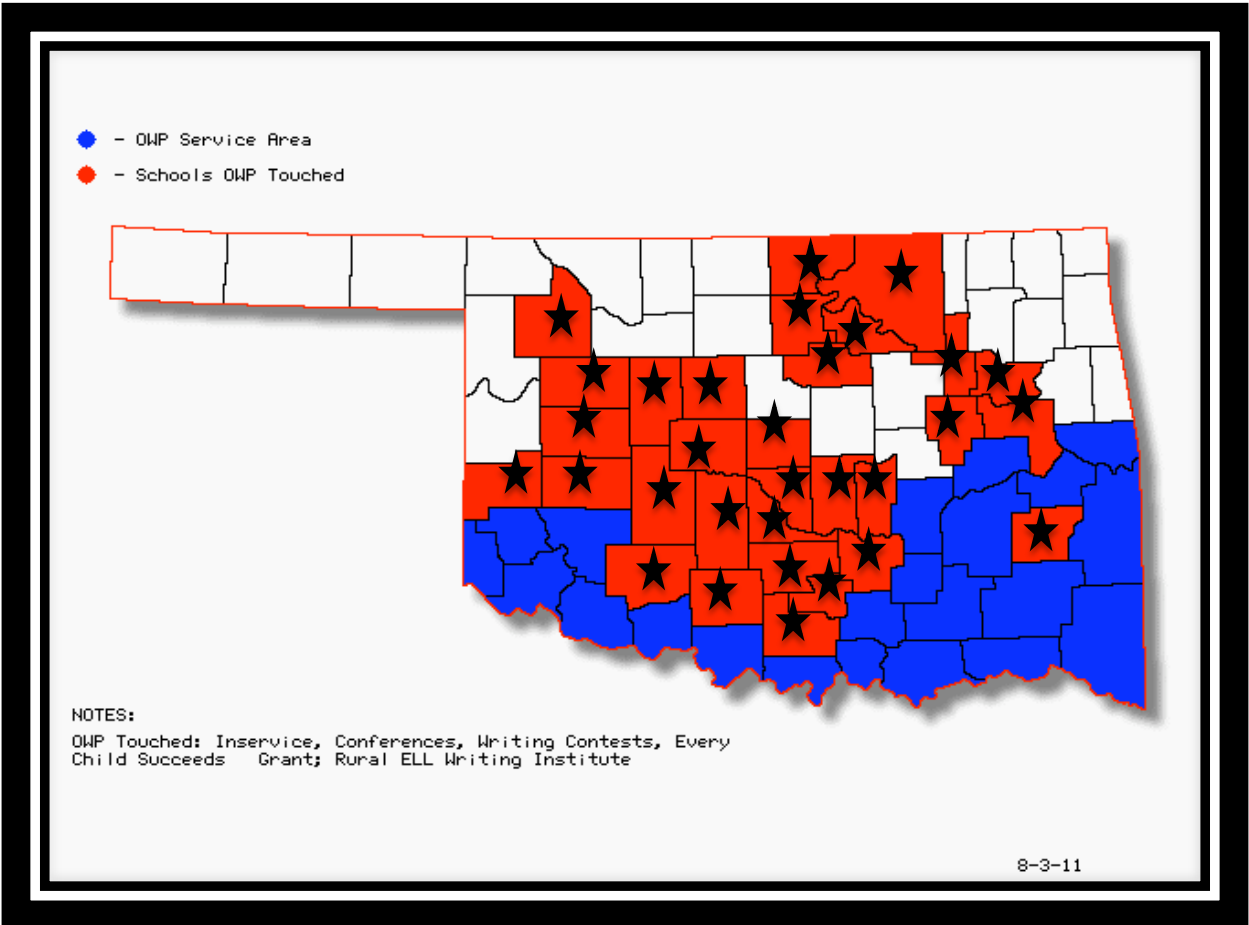 - OWP Service Area
- Schools OWP Touched
NOTES:
OWP Touched: Inservice, Conferences, Writing Contests, Every
Child Succeeds Grant; Rural ELL Writing Institute
8-3-11